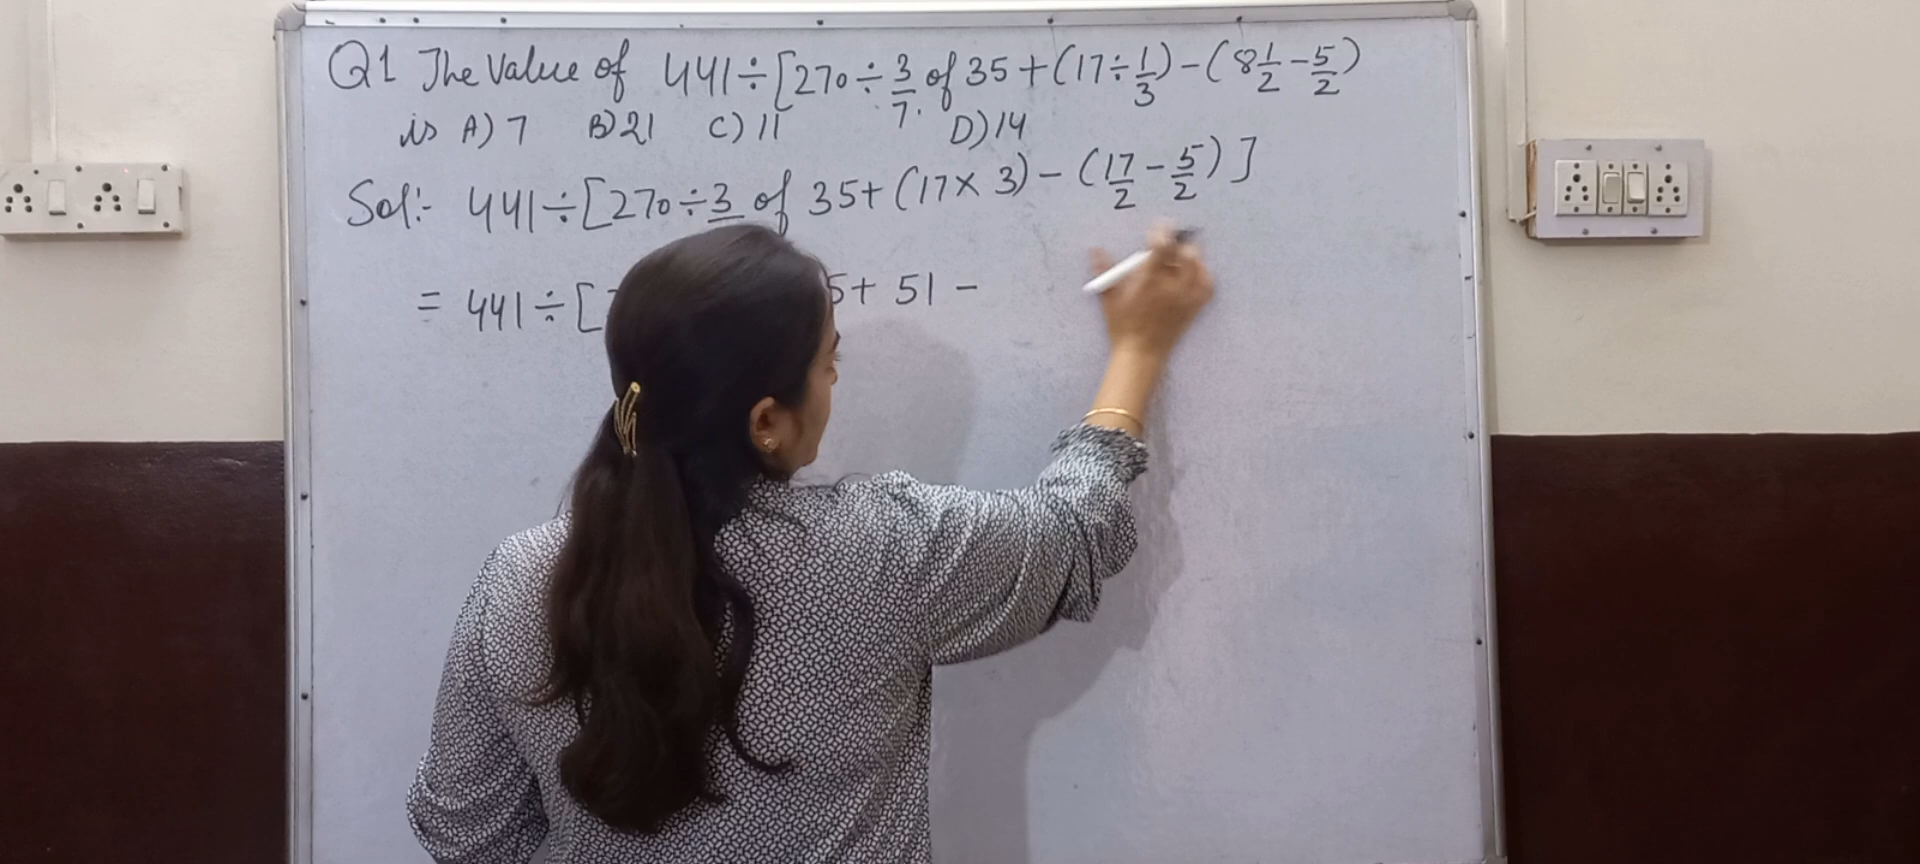 Q1 The Value of 441÷[270÷3/7 of 35+(17÷1/3)-(8 1/2-5/2)
is A) 7 B) 21 C) 11 D) 14
Sol:- 441÷[270÷3 of 35+(17×3)-(17/2-5/2)]
= 441÷[ 5+ 51 -